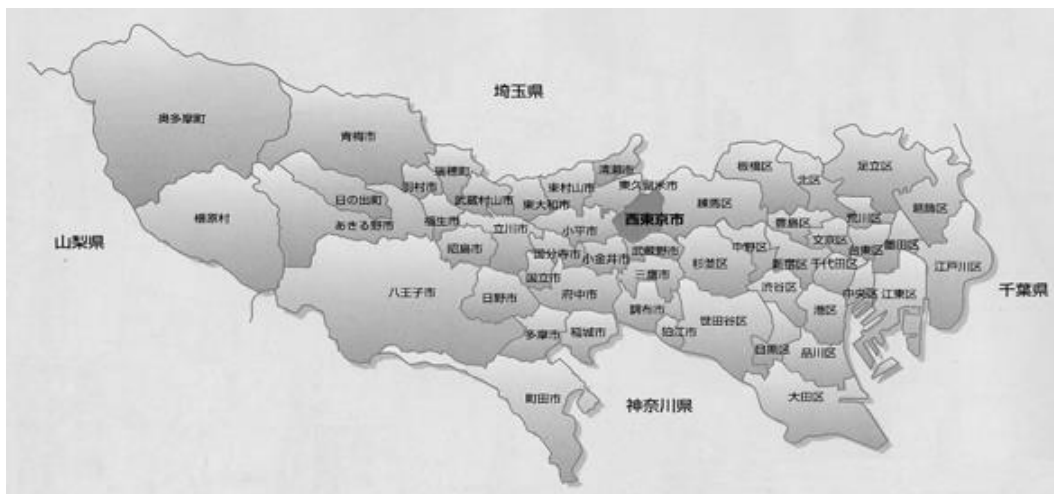 埼玉県
奥多摩町
青梅市
清瀬市
板橋区
足立区
瑞穂町
北区
羽村市
東村山市
東久留米市
日の出町
武蔵村山市
東大和市
練馬区
葛飾区
檜原村
あきる野市
福生市
立川市
小平市
西東京市
豊島区
荒川区
山梨県
昭島市
国分寺市
小金井市
武蔵野市
中野区
文京区
台東区
墨田区
国立市
三鷹市
杉並区
新宿区
千代田区
江戸川区
八王子市
日野市
府中市
渋谷区
中央区
江東区
千葉県
調布市
世田谷区
港区
多摩市
稲城市
狛江市
目黒区
品川区
町田市
神奈川県
大田区